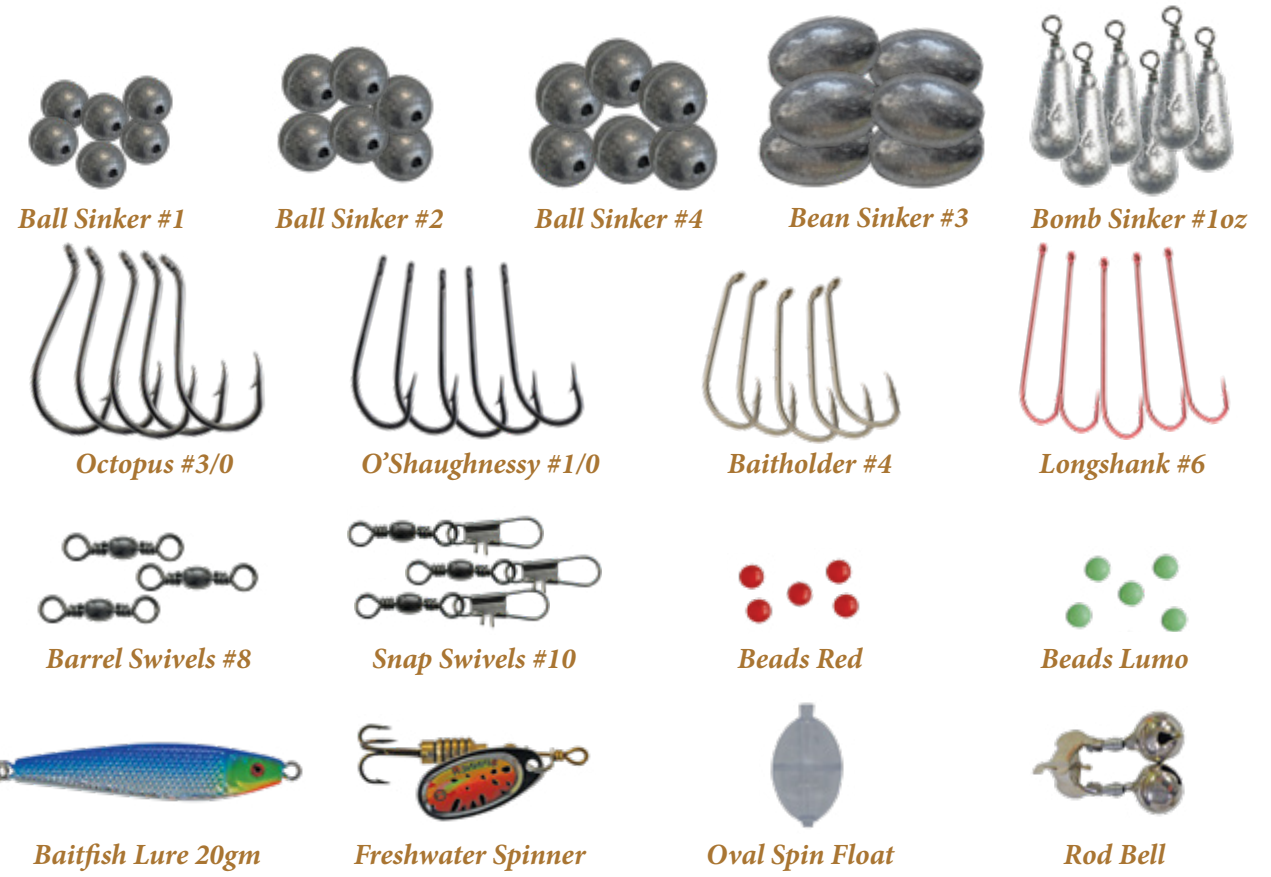 Ball Sinker #1
Ball Sinker #2
Ball Sinker #4
Bean Sinker #3
Bomb Sinker #1oz
Octopus #3/0
O’Shaughnessy #1/0
Baitholder #4
Longshank #6
Barrel Swivels #8
Snap Swivels #10
Beads Red
Beads Lumo
Baitfish Lure 20gm
Freshwater Spinner
Oval Spin Float
Rod Bell